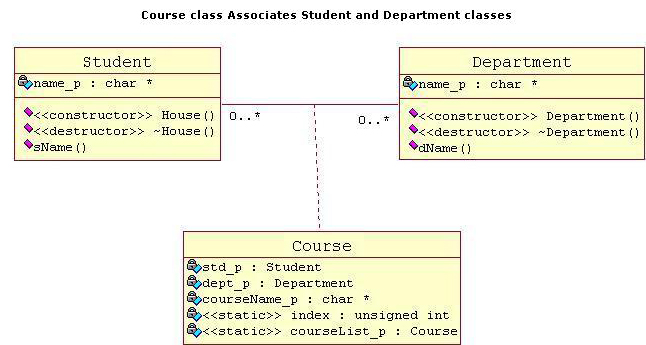 Course class Associates Student and Department classes
Student
name_p : char *
<<constructor>> House()
<<destructor>> ~House()
sName()
0..*
0..*
Department
name_p : char *
<<constructor>> Department()
<<destructor>> ~Department()
dName()
Course
std_p : Student
dept_p : Department
courseName_p : char *
<<static>> index : unsigned int
<<static>> courseList_p : Course